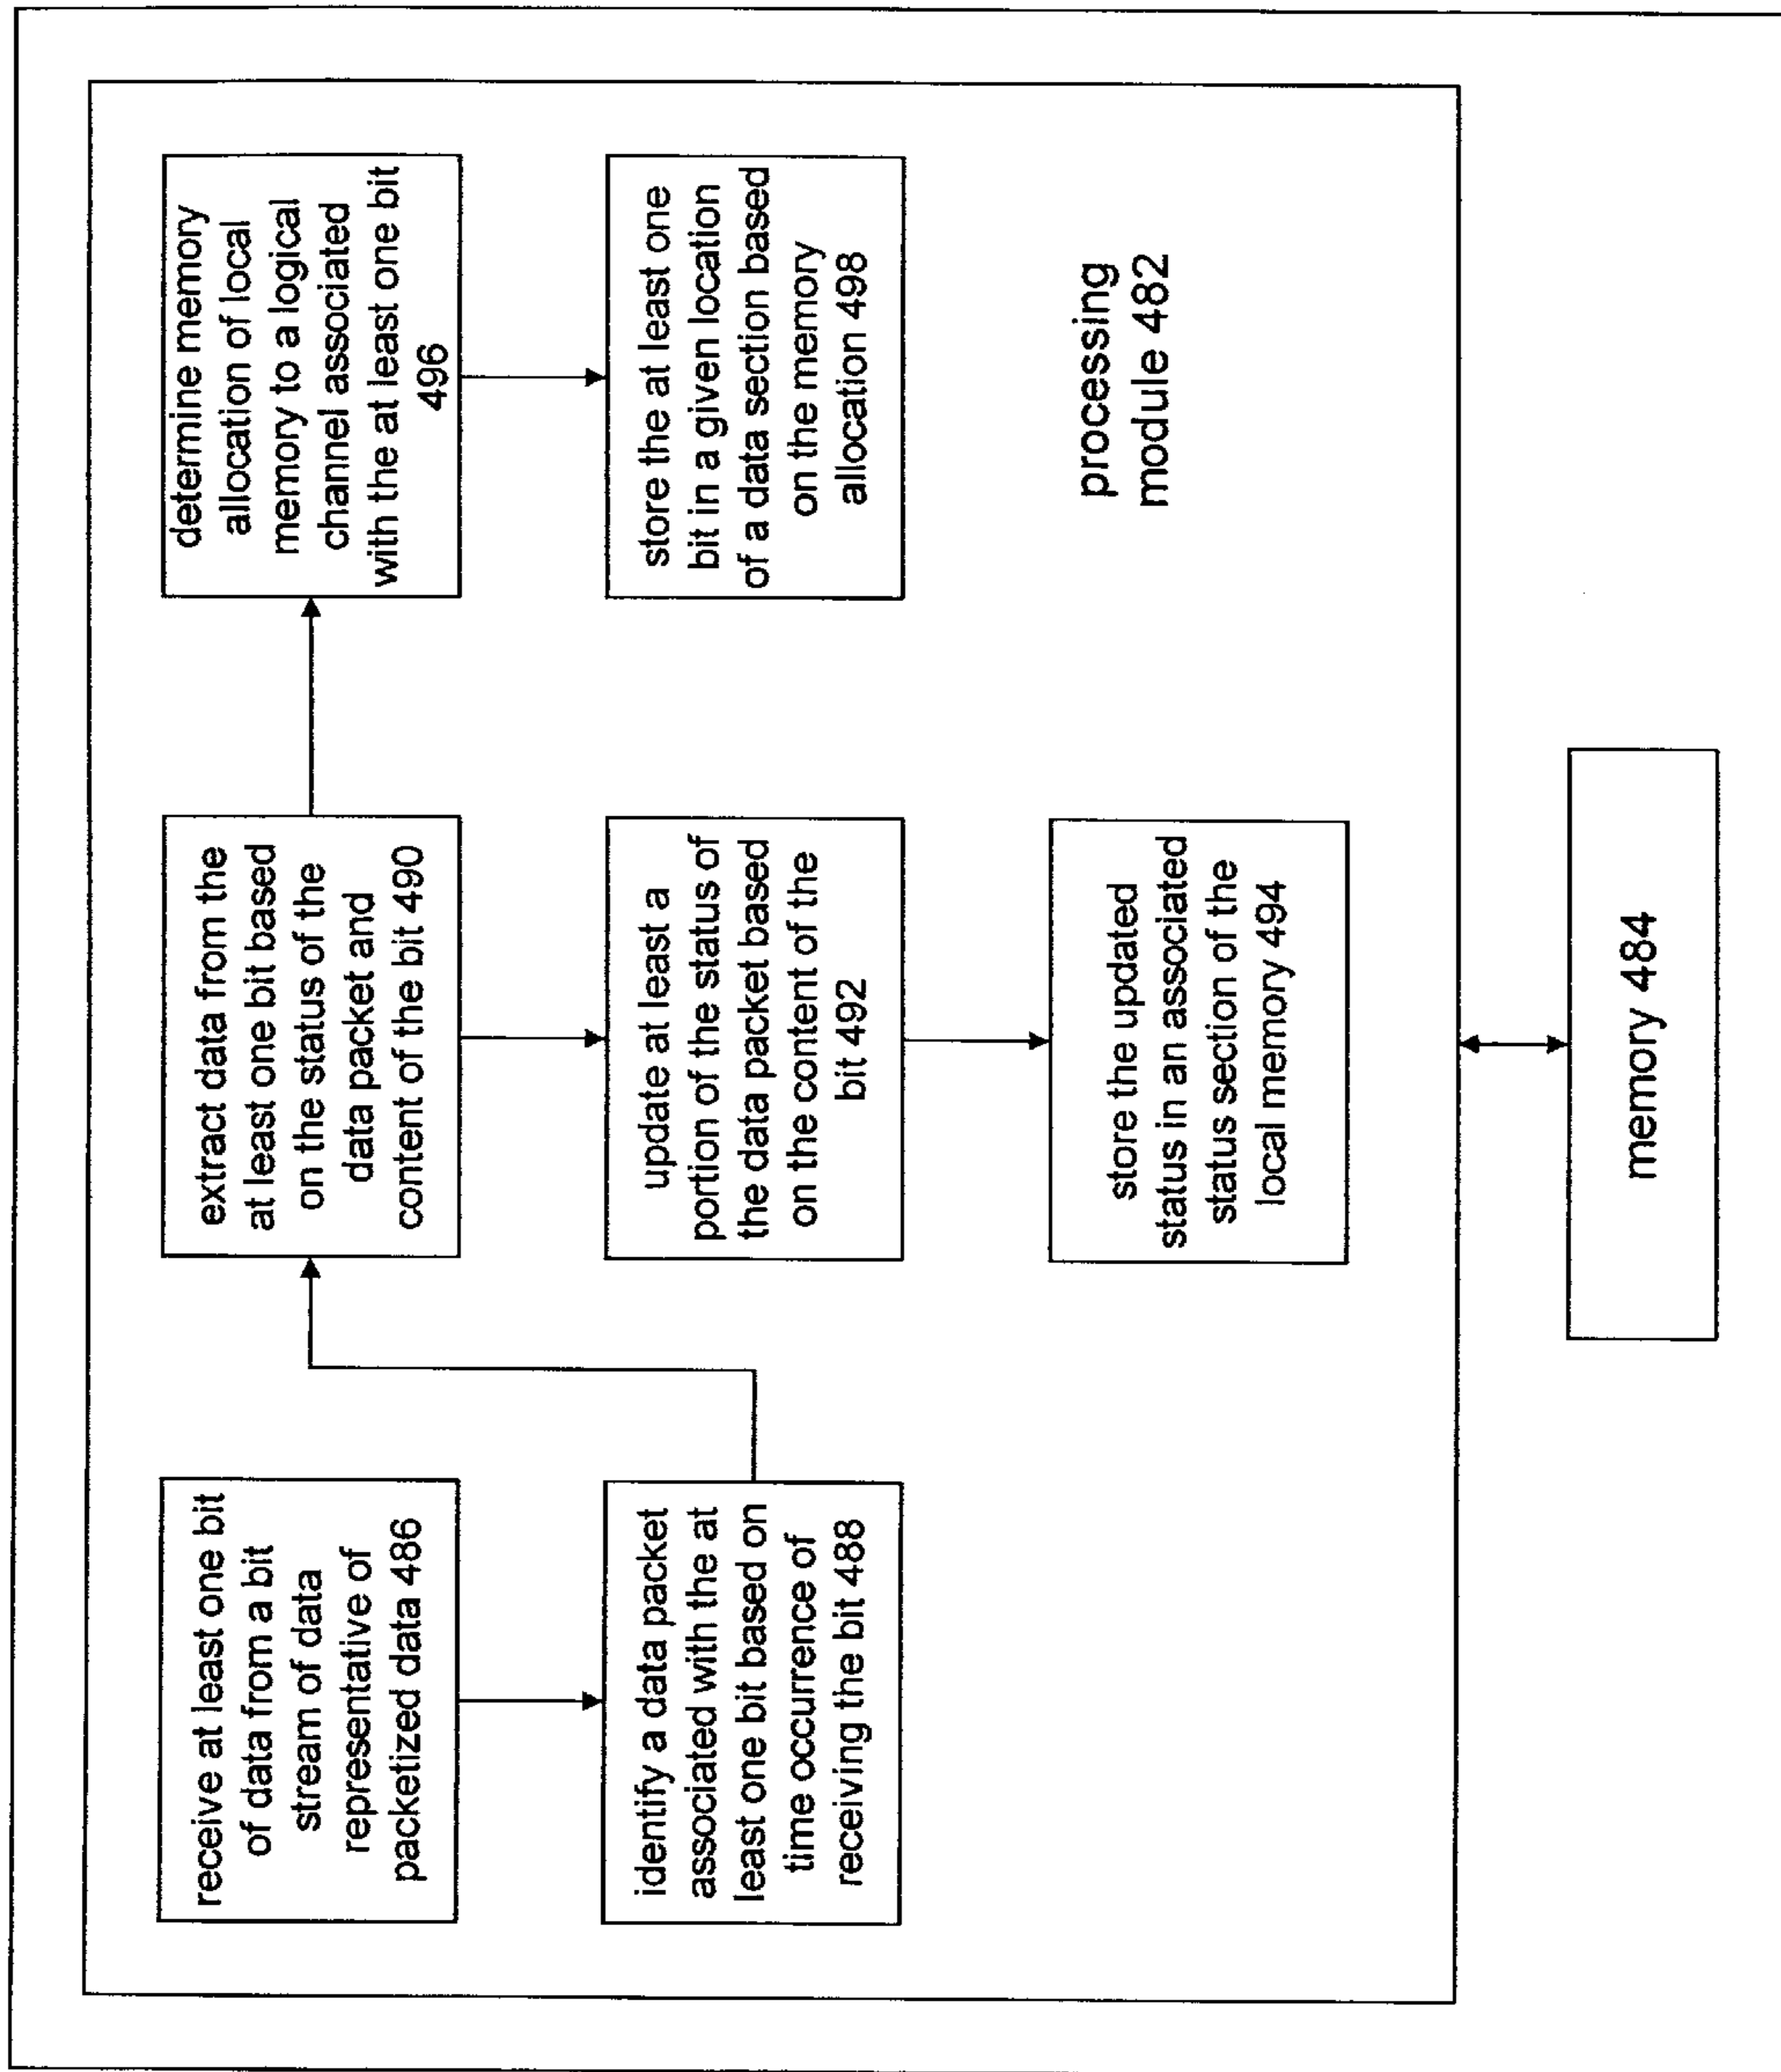 receive at least one bit
of data from a bit
stream of data
representative of
packetized data 486
identify a data packet
associated with the at
least one bit based on
time occurrence of
receiving the bit 488
extract data from the
at least one bit based
on the status of the
data packet and
content of the bit 490
update at least a
portion of the status of
the data packet based
on the content of the
bit 492
store the updated
status in an associated
status section of the
local memory 494
determine memory
allocation of local
memory to a logical
channel associated
with the at least one bit
496
store the at least one
bit in a given location
of a data section based
on the memory
allocation 498
processing
module 482
memory 484